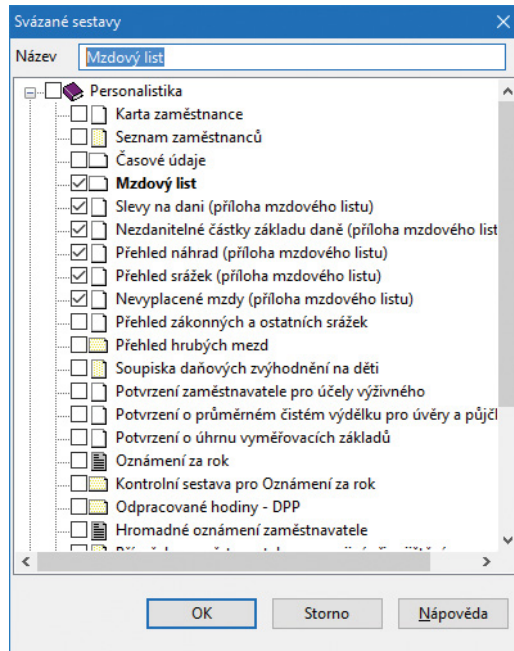 Svázané sestavy
Název Mzdový list
Personalistika
Karta zaměstnance
Seznam zaměstnanců
Časové údaje
Mzdový list
Slevy na dani (příloha mzdového listu)
Nezdanitelné částky základu daně (příloha mzdového list
Přehled náhrad (příloha mzdového listu)
Přehled srážek (příloha mzdového listu)
Nevyplacené mzdy (příloha mzdového listu)
Přehled zákonných a ostatních srážek
Přehled hrubých mezd
Soupiska daňových zvýhodnění na děti
Potvrzení zaměstnavatele pro účely výživného
Potvrzení o průměrném čistém výdělku pro úvěry a půjč
Potvrzení o úhrnu vyměřovacích základů
Oznámení za rok
Kontrolní sestava pro Oznámení za rok
Odpracované hodiny - DPP
Hromadné oznámení zaměstnavatele
OK Storno Nápověda